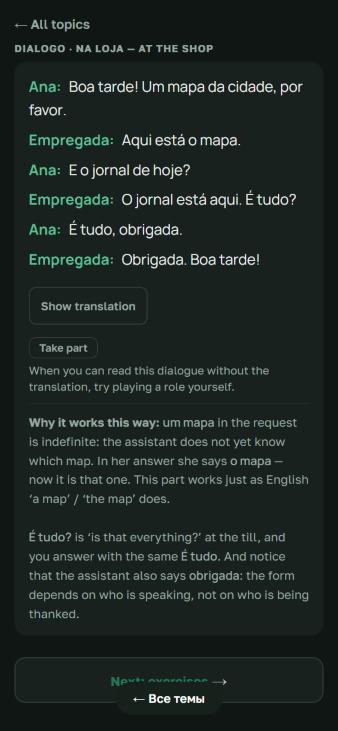 ← All topics
DIALOGO · NA LOJA — AT THE SHOP
Ana: Boa tarde! Um mapa da cidade, por
favor.
Empregada: Aqui está o mapa.
Ana: E o jornal de hoje?
Empregada: O jornal está aqui. É tudo?
Ana: É tudo, obrigada.
Empregada: Obrigada. Boa tarde!
Show translation
Take part
When you can read this dialogue without the
translation, try playing a role yourself.
Why it works this way: um mapa in the request
is indefinite: the assistant does not yet know
which map. In her answer she says o mapa —
now it is that one. This part works just as English
‘a map’ / ‘the map’ does.
É tudo? is ‘is that everything?’ at the till, and
you answer with the same É tudo. And notice
that the assistant also says obrigada: the form
depends on who is speaking, not on who is being
thanked.
Next: exercises →
← Все темы